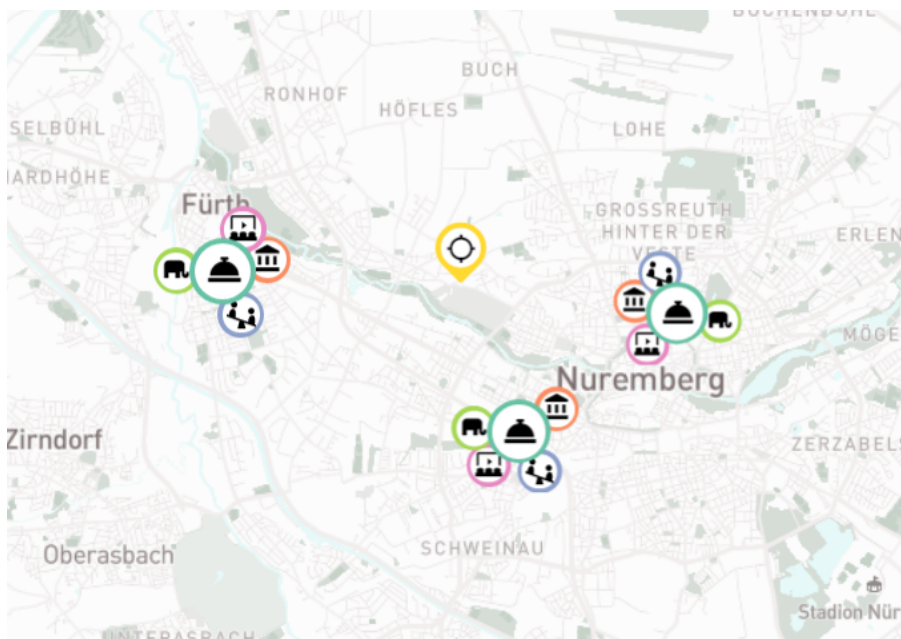 BUCHENBÜHL
BUCH
RONHOF
HÖFLES
SELBÜHL
LOHE
HARDHÖHE
Fürth
GROSSREUTH
HINTER DER
VESTE
ERLEN
MÖGE
Nuremberg
Zirndorf
ZERZABELS
SCHWEINAU
Oberasbach
Stadion Nür
UNTERASBACH